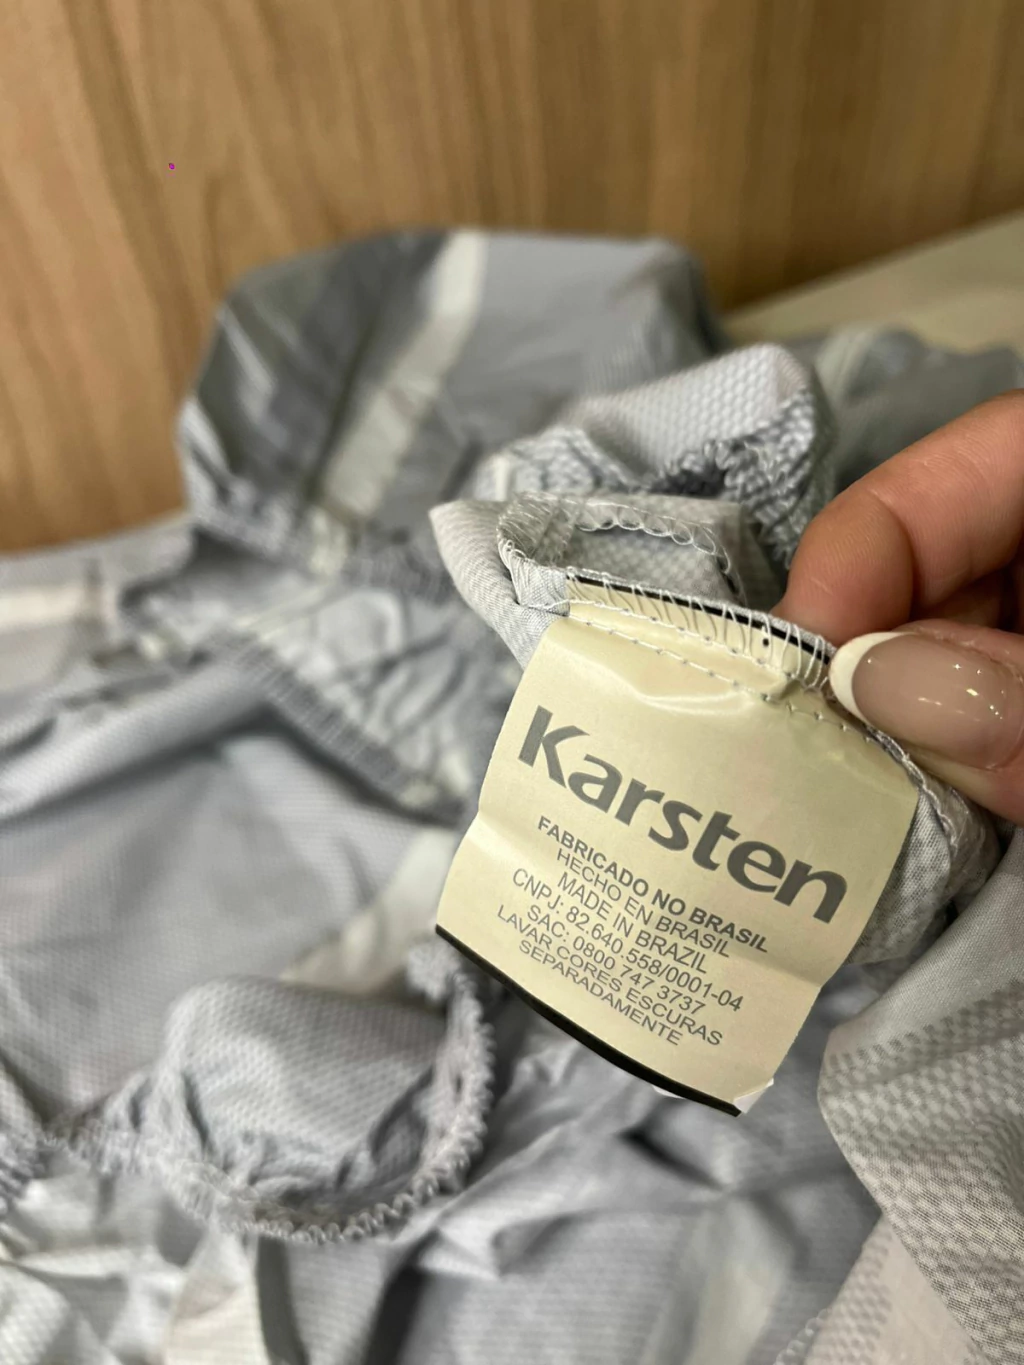 Karsten
FABRICADO NO BRASIL
HECHO EN BRASIL
MADE IN BRAZIL
CNPJ: 82.640.558/0001-04
SAC: 0800 747 3737
LAVAR CORES ESCURAS
SEPARADAMENTE